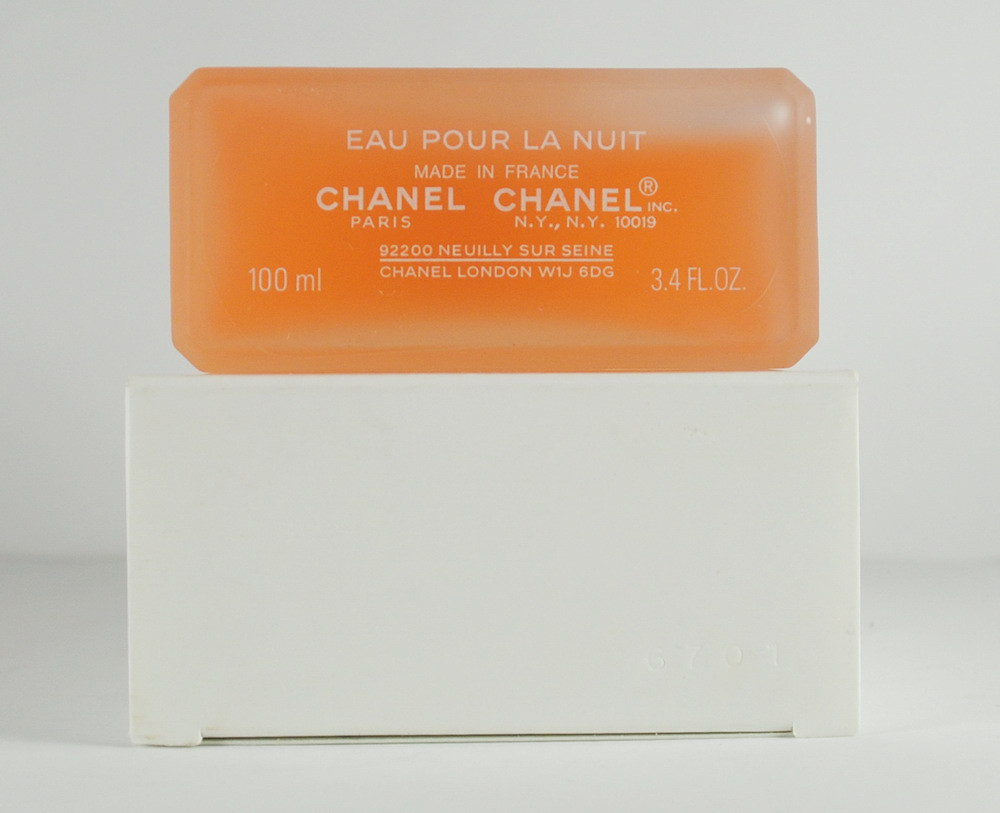 EAU POUR LA NUIT
MADE IN FRANCE
CHANEL CHANEL® INC.
PARIS N.Y., N.Y. 10019
92200 NEUILLY SUR SEINE
CHANEL LONDON W1J 6DG
100 ml 3.4 FL.OZ.
6701